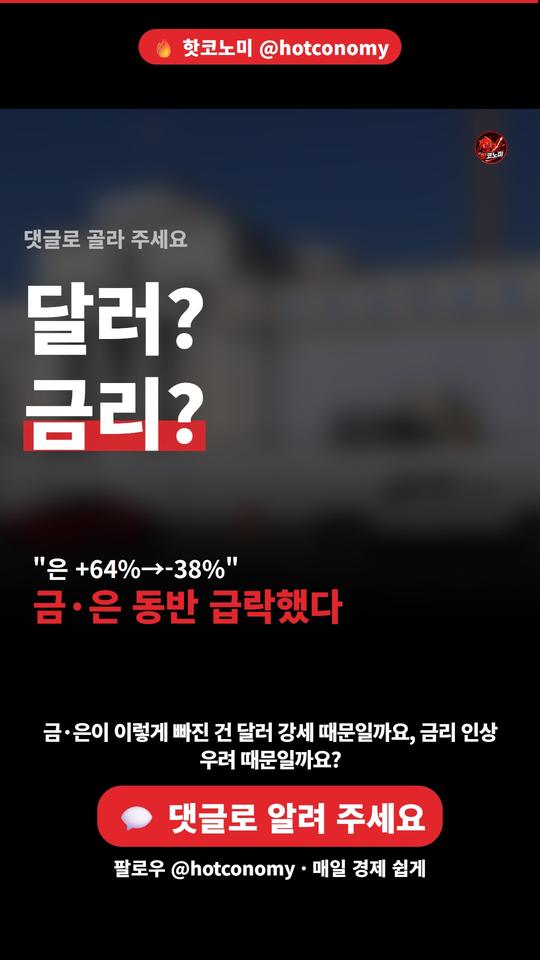 🔥 핫코노미 @hotconomy
코노미
댓글로 골라 주세요
달러?
금리?
"은 +64%→-38%"
금·은 동반 급락했다
금·은이 이렇게 빠진 건 달러 강세 때문일까요, 금리 인상
우려 때문일까요?
💬 댓글로 알려 주세요
팔로우 @hotconomy · 매일 경제 쉽게